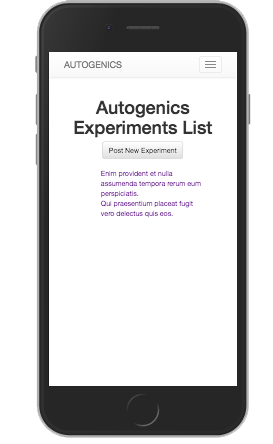 AUTOGENICS
Autogenics
Experiments List
Post New Experiment
Enim provident et nulla
assumenda tempora rerum eum
perspiciatis.
Qui praesentium placeat fugit
vero delectus quis eos.